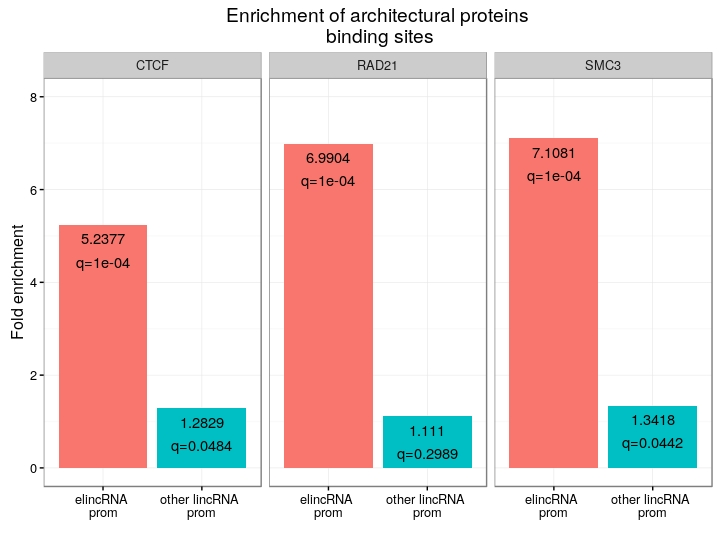 Enrichment of architectural proteins
binding sites
CTCF
RAD21
SMC3
Fold enrichment
8
6
4
2
0
5.2377
q=1e-04
1.2829
q=0.0484
6.9904
q=1e-04
1.111
q=0.2989
7.1081
q=1e-04
1.3418
q=0.0442
elincRNA
prom
other lincRNA
prom
elincRNA
prom
other lincRNA
prom
elincRNA
prom
other lincRNA
prom